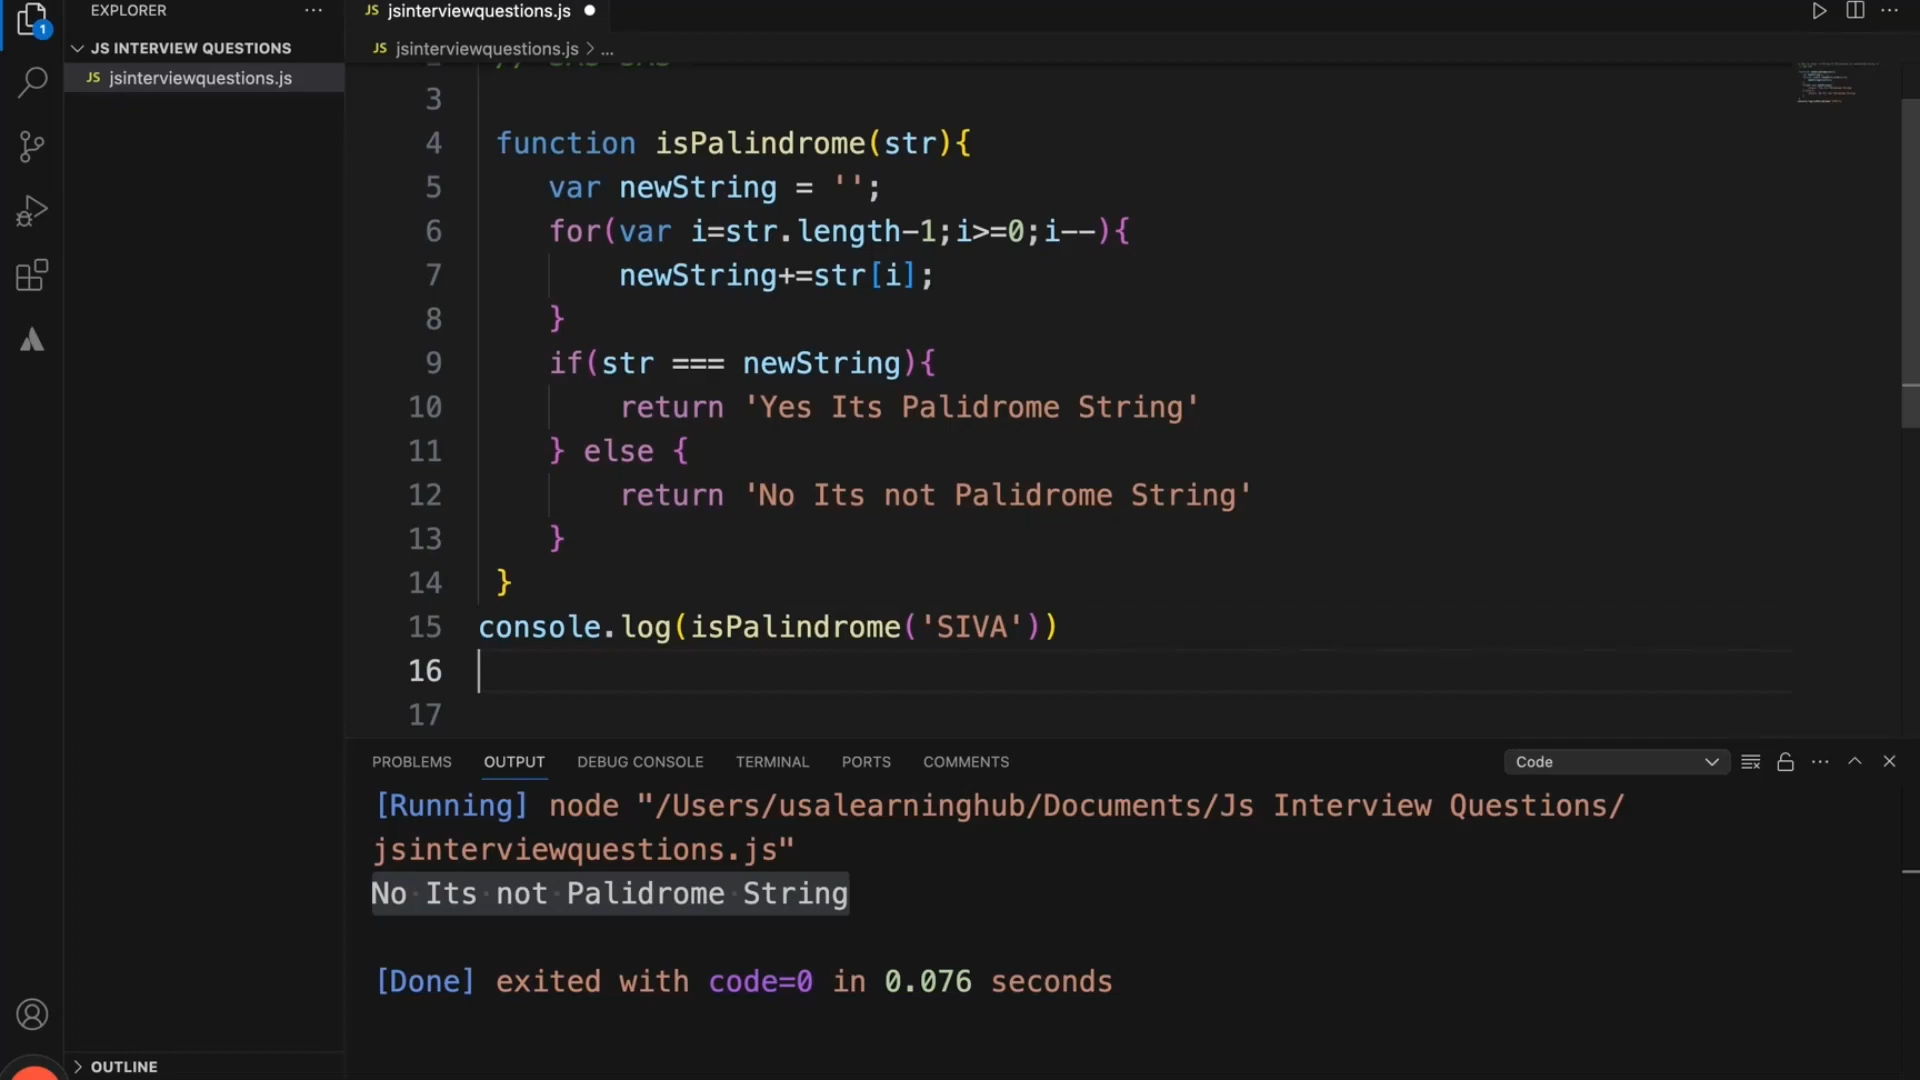 EXPLORER
JS jsinterviewquestions.js
1
JS INTERVIEW QUESTIONS
JS jsinterviewquestions.js > ...
JS jsinterviewquestions.js
3
4 function isPalindrome(str){
5 var newString = '';
6 for(var i=str.length-1;i>=0;i--){
7 newString+=str[i];
8 }
9 if(str === newString){
10 return 'Yes Its Palidrome String'
11 } else {
12 return 'No Its not Palidrome String'
13 }
14 }
15 console.log(isPalindrome('SIVA'))
16
17
PROBLEMS OUTPUT DEBUG CONSOLE TERMINAL PORTS COMMENTS Code
[Running] node "/Users/usalearninghub/Documents/Js Interview Questions/
jsinterviewquestions.js"
No Its not Palidrome String
[Done] exited with code=0 in 0.076 seconds
OUTLINE